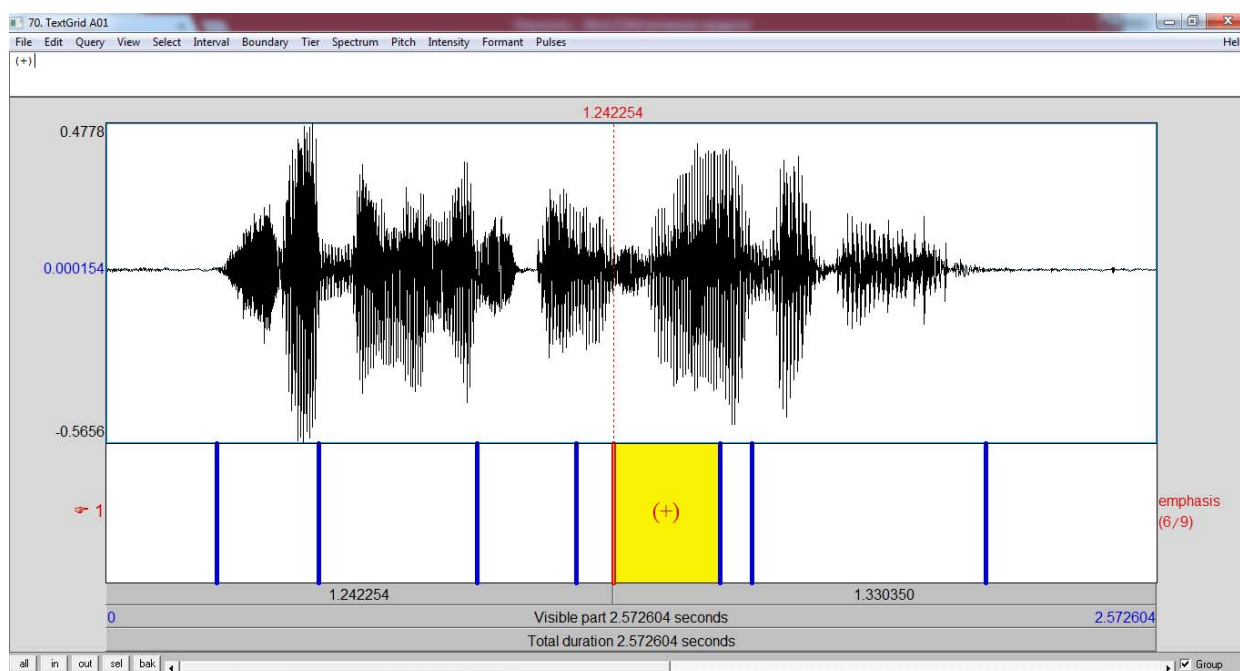 70. TextGrid A01
File Edit Query View Select Interval Boundary Tier Spectrum Pitch Intensity Formant Pulses Hel
(+)
1.242254
0.4778
0.000154
-0.5656
☞ 1
(+)
emphasis
(6/9)
1.242254 1.330350
0 Visible part 2.572604 seconds 2.572604
Total duration 2.572604 seconds
all in out sel bak Group